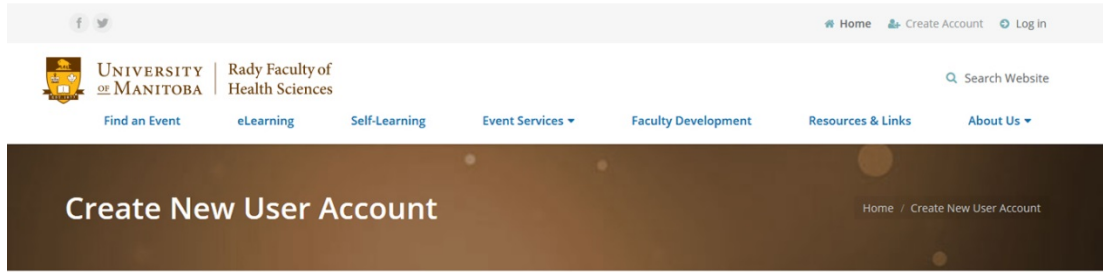 f
Home Create Account Log in
UNIVERSITY OF MANITOBA
Rady Faculty of Health Sciences
Search Website
Find an Event eLearning Self-Learning Event Services Faculty Development Resources & Links About Us
Create New User Account
Home / Create New User Account